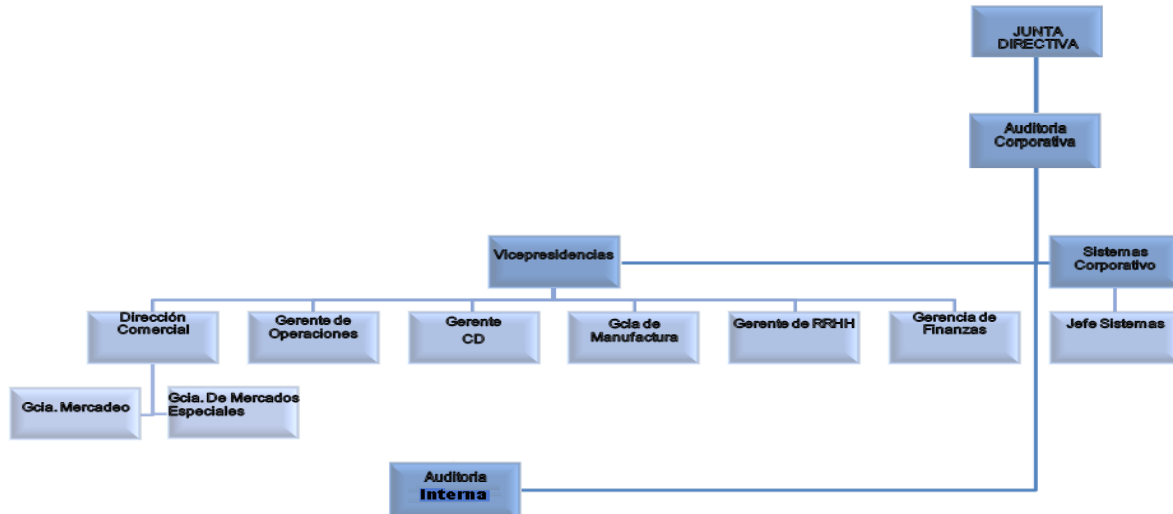 JUNTA
DIRECTIVA
Auditoria
Corporativa
Vicepresidencias
Sistemas
Corporativo
Dirección
Comercial
Gerente de
Operaciones
Gerente
CD
Gcia de
Manufactura
Gerente de RRHH
Gerencia de
Finanzas
Jefe Sistemas
Gcia. Mercadeo
Gcia. De Mercados
Especiales
Auditoria
Interna